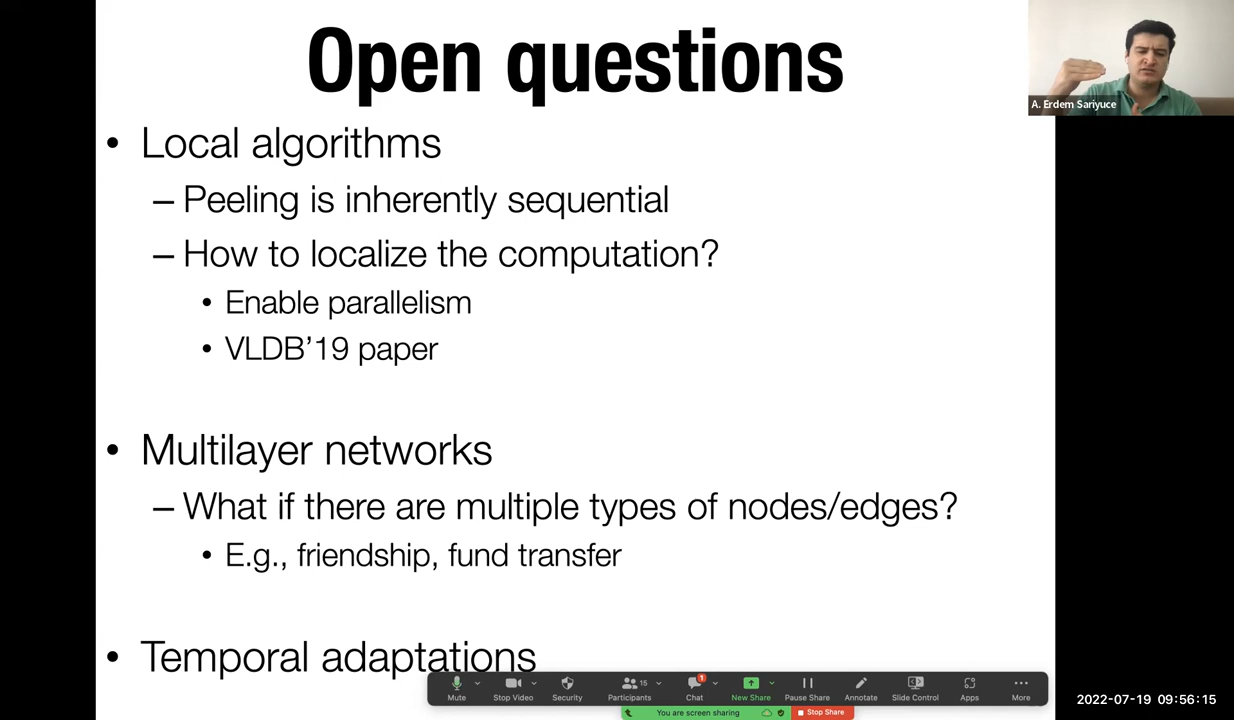 Open questions
A. Erdem Sariyuce
• Local algorithms
– Peeling is inherently sequential
– How to localize the computation?
• Enable parallelism
• VLDB’19 paper
• Multilayer networks
– What if there are multiple types of nodes/edges?
• E.g., friendship, fund transfer
• Temporal adaptations
Mute Stop Video Security Participants 15 Chat 1 New Share Pause Share Annotate Slide Control Apps More
You are screen sharing Stop Share
2022-07-19 09:56:15